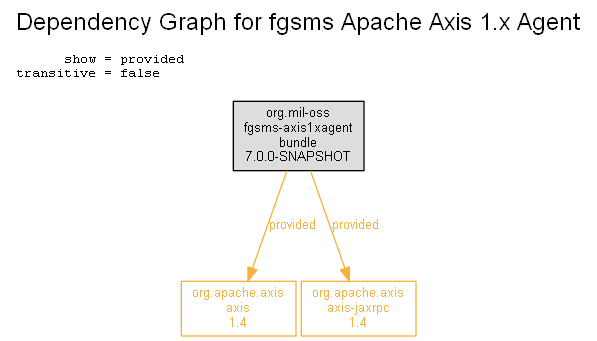 Dependency Graph for fgsms Apache Axis 1.x Agent
show = provided
transitive = false
org.mil-oss
fgsms-axis1xagent
bundle
7.0.0-SNAPSHOT
provided
provided
org.apache.axis
axis
1.4
org.apache.axis
axis-jaxrpc
1.4